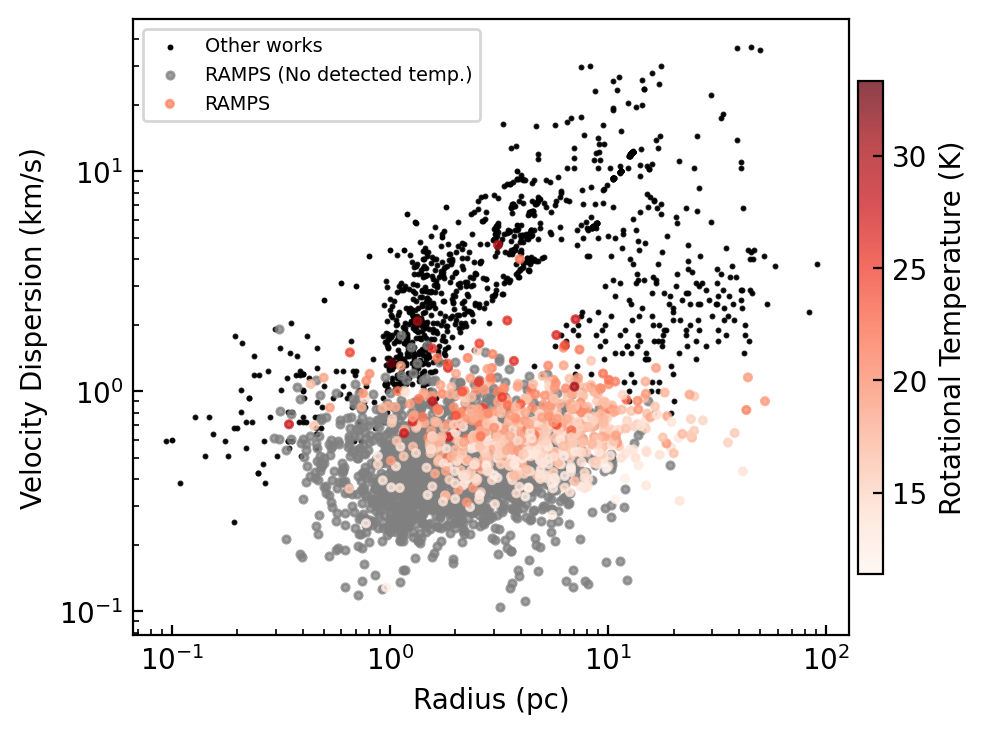 Other works
RAMPS (No detected temp.)
RAMPS
Velocity Dispersion (km/s)
10¹
10⁰
10⁻¹
10⁻¹ 10⁰ 10¹ 10²
Radius (pc)
30
25
20
15
Rotational Temperature (K)